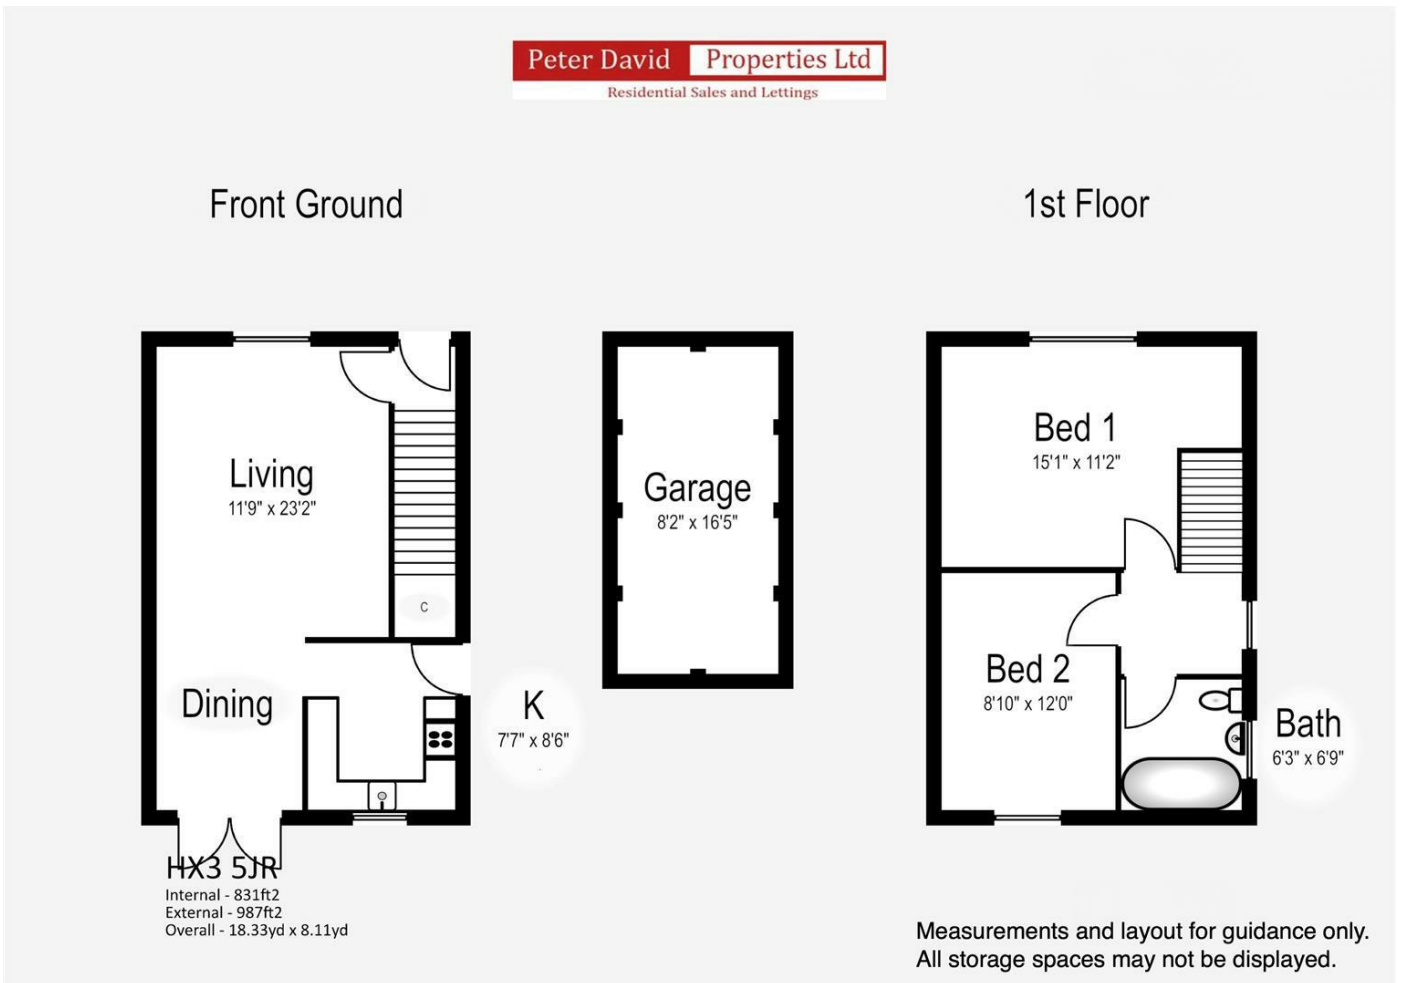 Peter David Properties Ltd
Residential Sales and Lettings
Front Ground
1st Floor
Living
11'9" x 23'2"
C
Dining
K
7'7" x 8'6"
Garage
8'2" x 16'5"
Bed 1
15'1" x 11'2"
Bed 2
8'10" x 12'0"
Bath
6'3" x 6'9"
HX3 5JR
Internal - 831ft2
External - 987ft2
Overall - 18.33yd x 8.11yd
Measurements and layout for guidance only.
All storage spaces may not be displayed.